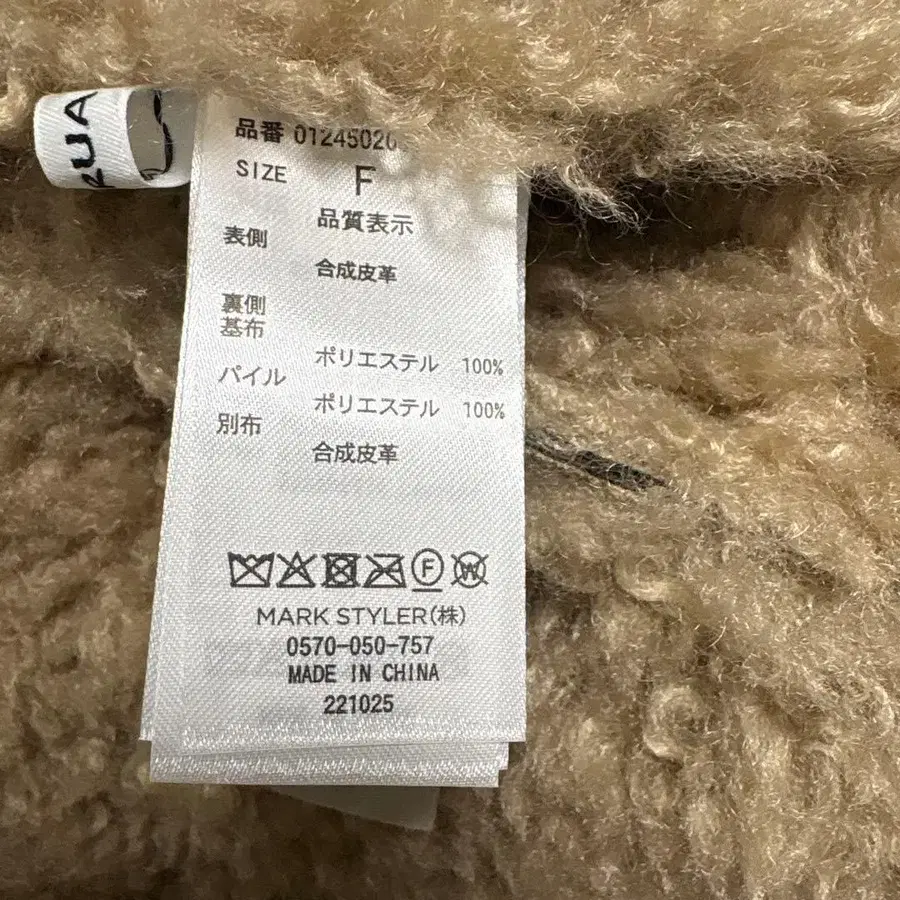 RUA
品番 01245020
SIZE F
品質表示
表側
合成皮革
裏側
基布
ポリエステル 100%
パイル
ポリエステル 100%
別布
合成皮革
F W
MARK STYLER(株)
0570-050-757
MADE IN CHINA
221025